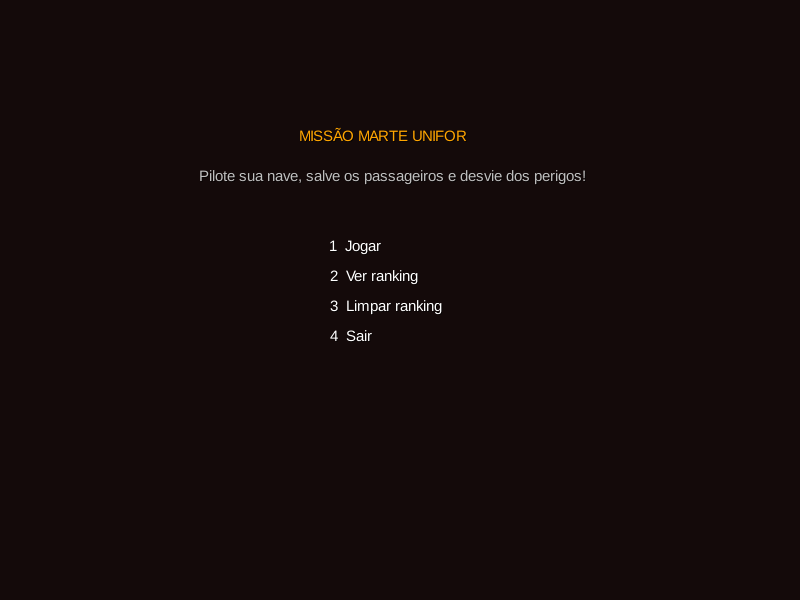 MISSÃO MARTE UNIFOR
Pilote sua nave, salve os passageiros e desvie dos perigos!
1 Jogar
2 Ver ranking
3 Limpar ranking
4 Sair